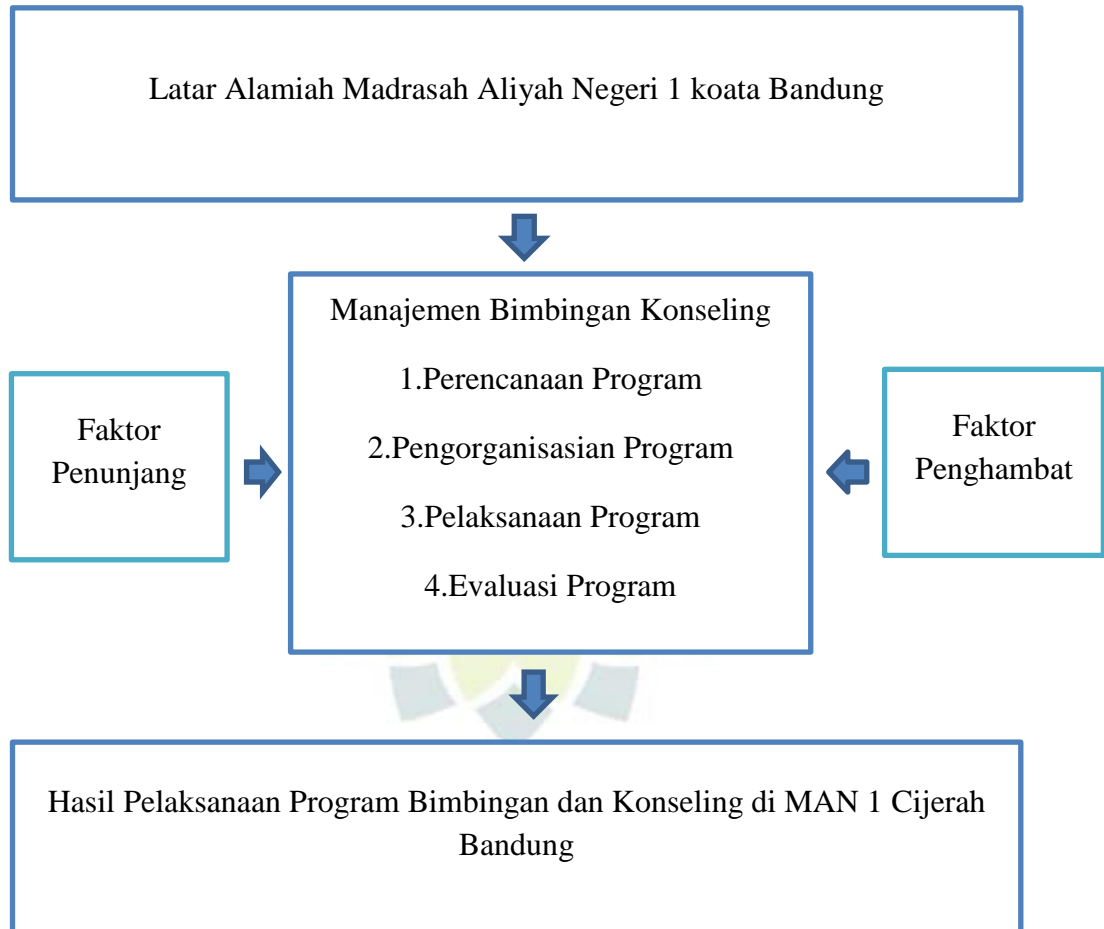 Latar Alamiah Madrasah Aliyah Negeri 1 koata Bandung
Manajemen Bimbingan Konseling
1.Perencanaan Program
2.Pengorganisasian Program
3.Pelaksanaan Program
4.Evaluasi Program
Faktor
Penunjang
Faktor
Penghambat
Hasil Pelaksanaan Program Bimbingan dan Konseling di MAN 1 Cijerah
Bandung